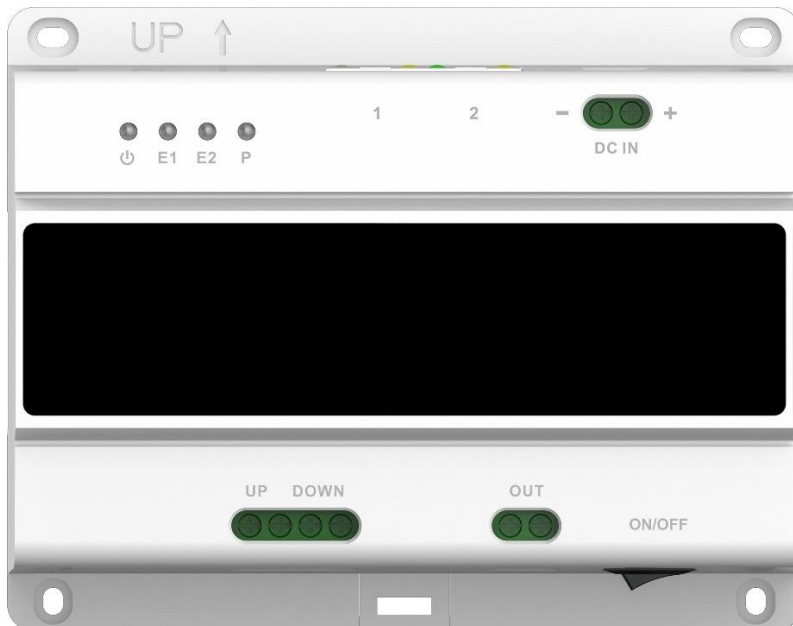 UP ↑
1 2 - +
DC IN
⏻ E1 E2 P
UP DOWN OUT
ON/OFF